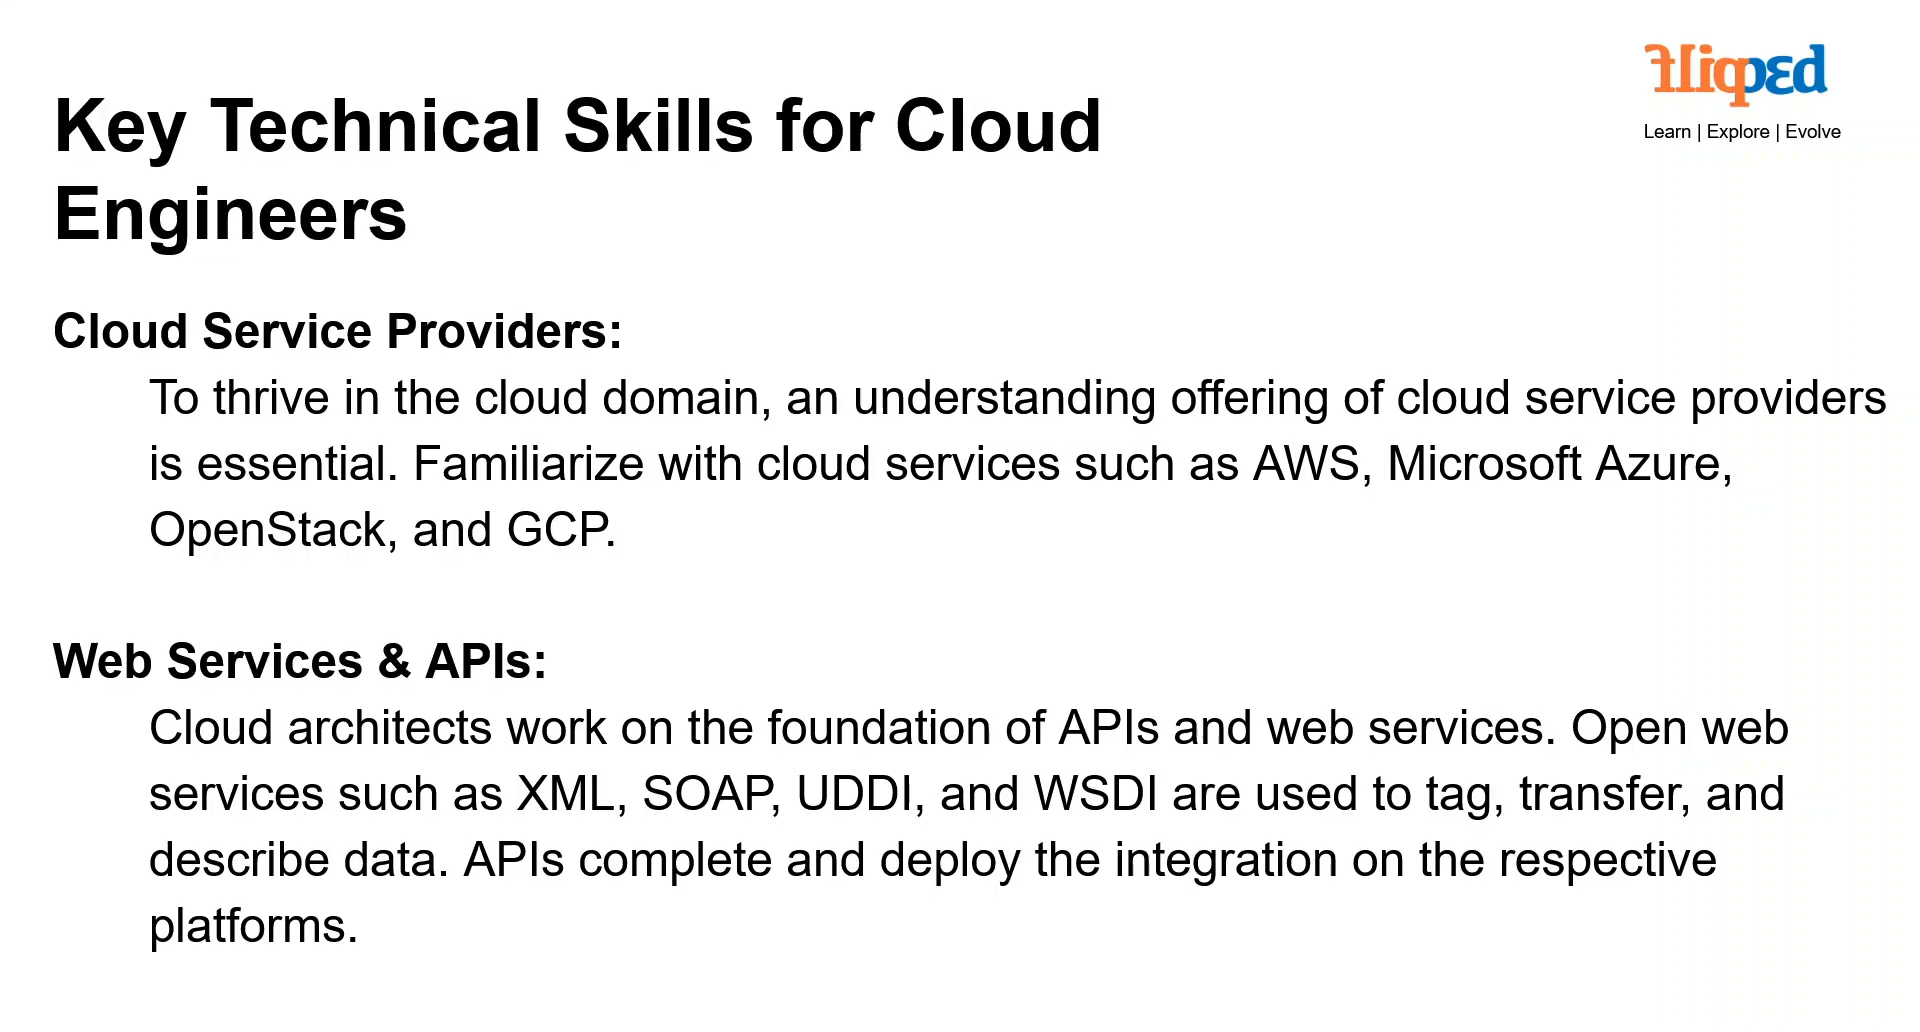 flipped
Learn | Explore | Evolve
Key Technical Skills for Cloud
Engineers
Cloud Service Providers:
To thrive in the cloud domain, an understanding offering of cloud service providers
is essential. Familiarize with cloud services such as AWS, Microsoft Azure,
OpenStack, and GCP.
Web Services & APIs:
Cloud architects work on the foundation of APIs and web services. Open web
services such as XML, SOAP, UDDI, and WSDI are used to tag, transfer, and
describe data. APIs complete and deploy the integration on the respective
platforms.